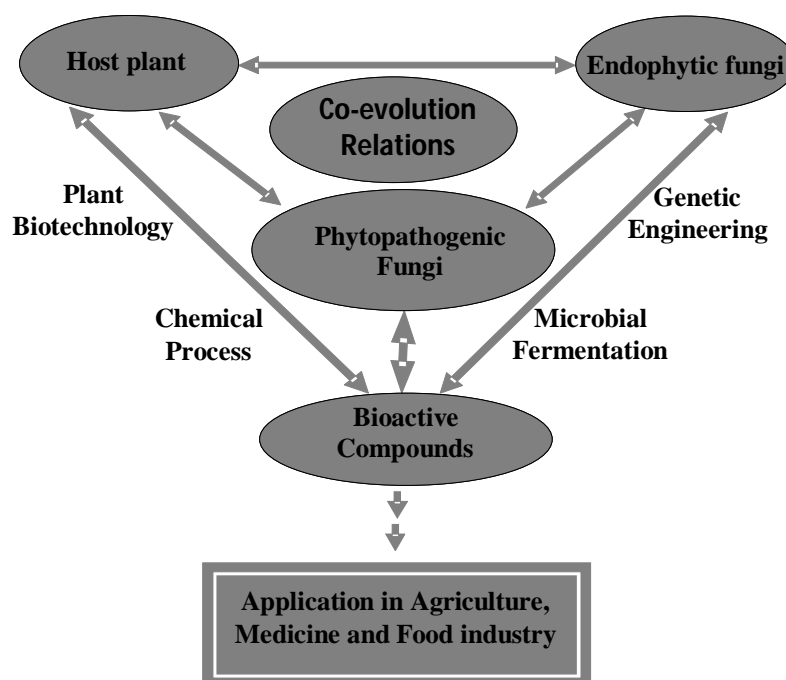 Host plant
Endophytic fungi
Co-evolution
Relations
Plant
Biotechnology
Genetic
Engineering
Phytopathogenic
Fungi
Chemical
Process
Microbial
Fermentation
Bioactive
Compounds
Application in Agriculture,
Medicine and Food industry